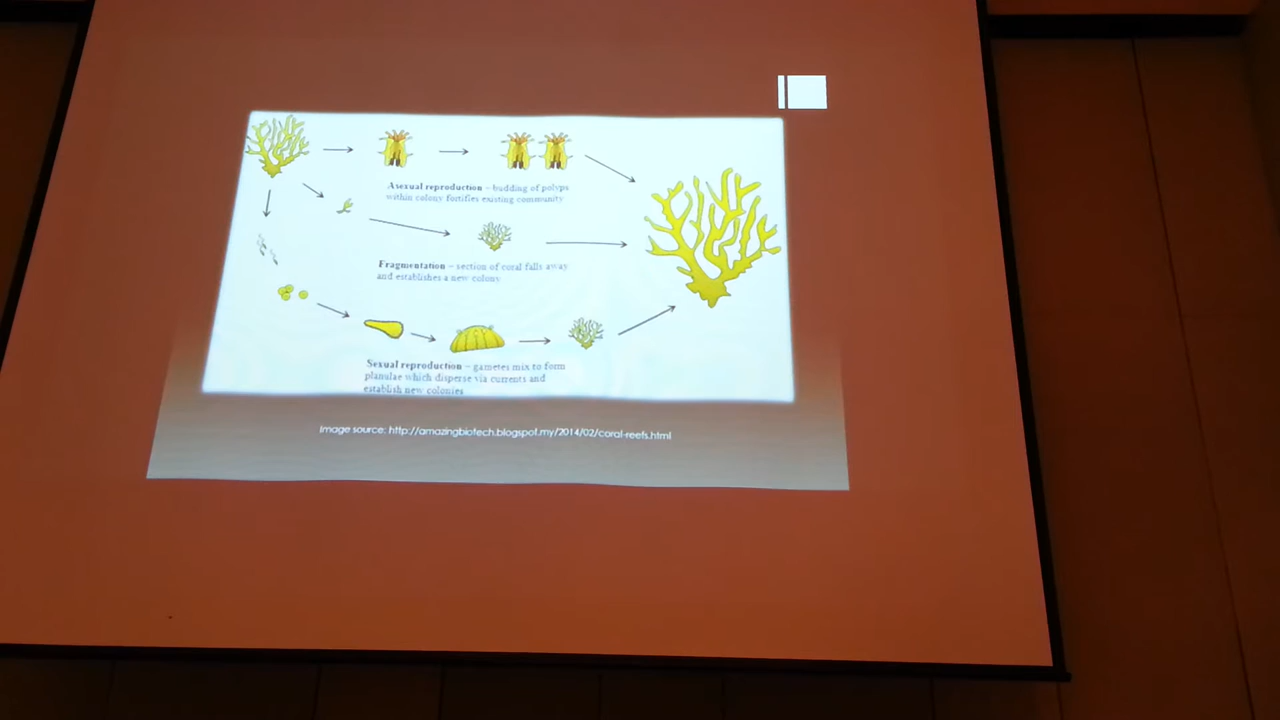 Asexual reproduction – budding of polyps
within colony fortifies existing community
Fragmentation – section of coral falls away
and establishes a new colony
Sexual reproduction – gametes mix to form
planulae which disperse via currents and
establish new colonies
Image source: http://amazingbiotech.blogspot.my/2014/02/coral-reefs.html